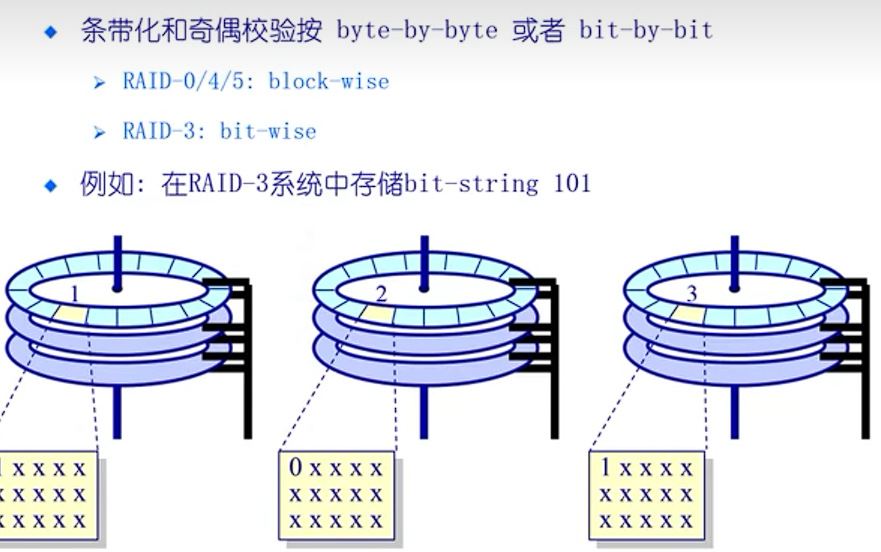 条带化和奇偶校验按 byte-by-byte 或者 bit-by-bit
RAID-0/4/5: block-wise
RAID-3: bit-wise
例如: 在RAID-3系统中存储bit-string 101
1
2
3
x x x x
x x x x
x x x x
0 x x x x
x x x x x
x x x x x
1 x x x x
x x x x x
x x x x x